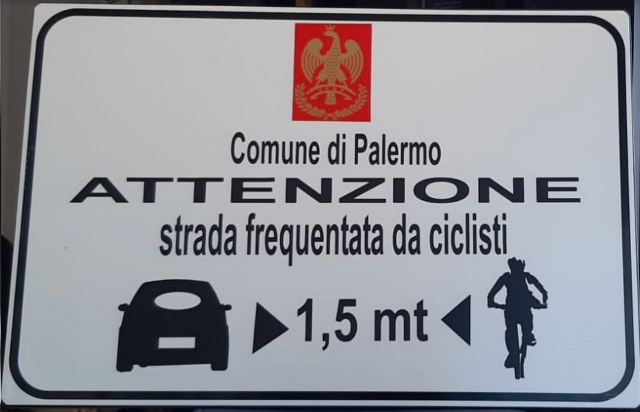 Comune di Palermo
ATTENZIONE
strada frequentata da ciclisti
1,5 mt